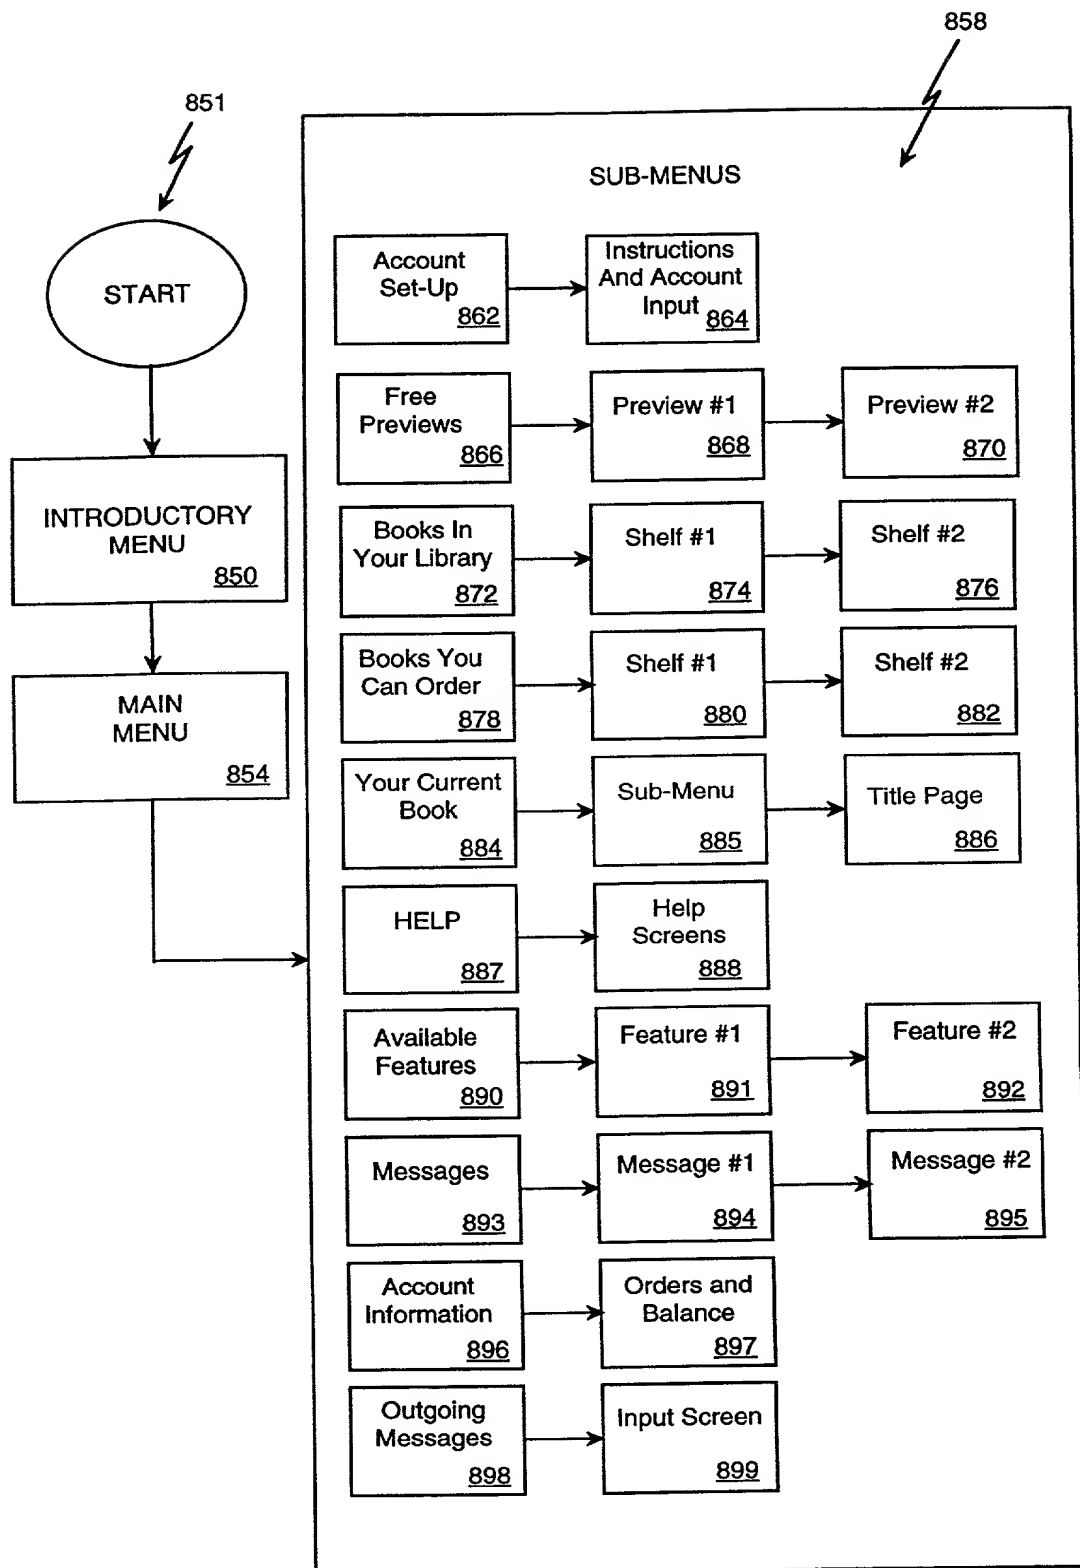 858
851
SUB-MENUS
START
INTRODUCTORY
MENU
850
MAIN
MENU
854
Account
Set-Up
862
Instructions
And Account
Input
864
Free
Previews
866
Preview #1
868
Preview #2
870
Books In
Your Library
872
Shelf #1
874
Shelf #2
876
Books You
Can Order
878
Shelf #1
880
Shelf #2
882
Your Current
Book
884
Sub-Menu
885
Title Page
886
HELP
887
Help
Screens
888
Available
Features
890
Feature #1
891
Feature #2
892
Messages
893
Message #1
894
Message #2
895
Account
Information
896
Orders and
Balance
897
Outgoing
Messages
898
Input Screen
899